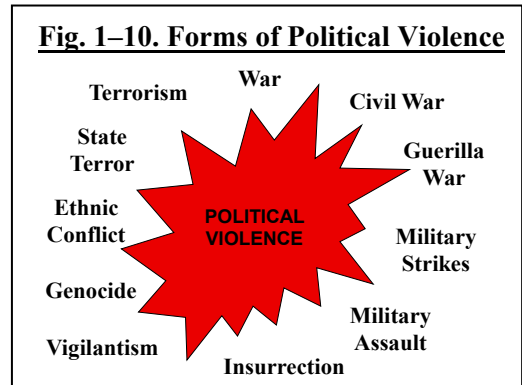 Fig. 1–10. Forms of Political Violence
War
Terrorism
Civil War
State
Terror
Guerilla
War
Ethnic
Conflict
POLITICAL
VIOLENCE
Military
Strikes
Genocide
Military
Assault
Vigilantism
Insurrection